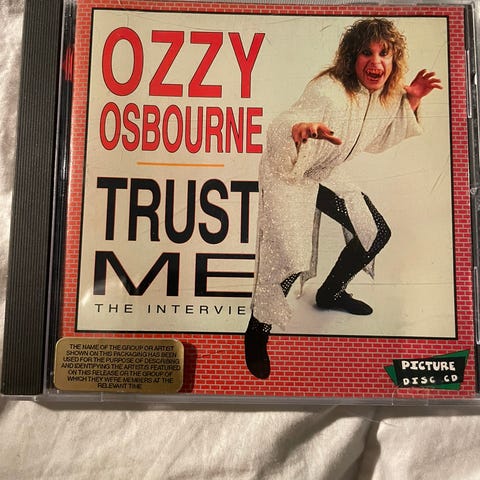 OZZY
OSBOURNE
TRUST
ME
THE INTERVIE
THE NAME OF THE GROUP OR ARTIST
SHOWN ON THIS PACKAGING HAS BEEN
USED FOR THE PURPOSE OF DESCRIBING
AND IDENTIFYING THE ARTIST/S FEATURED
ON THIS RELEASE OR THE GROUP OF
WHICH THEY WERE MEMBERS AT THE
RELEVANT TIME
PICTURE
DISC CD